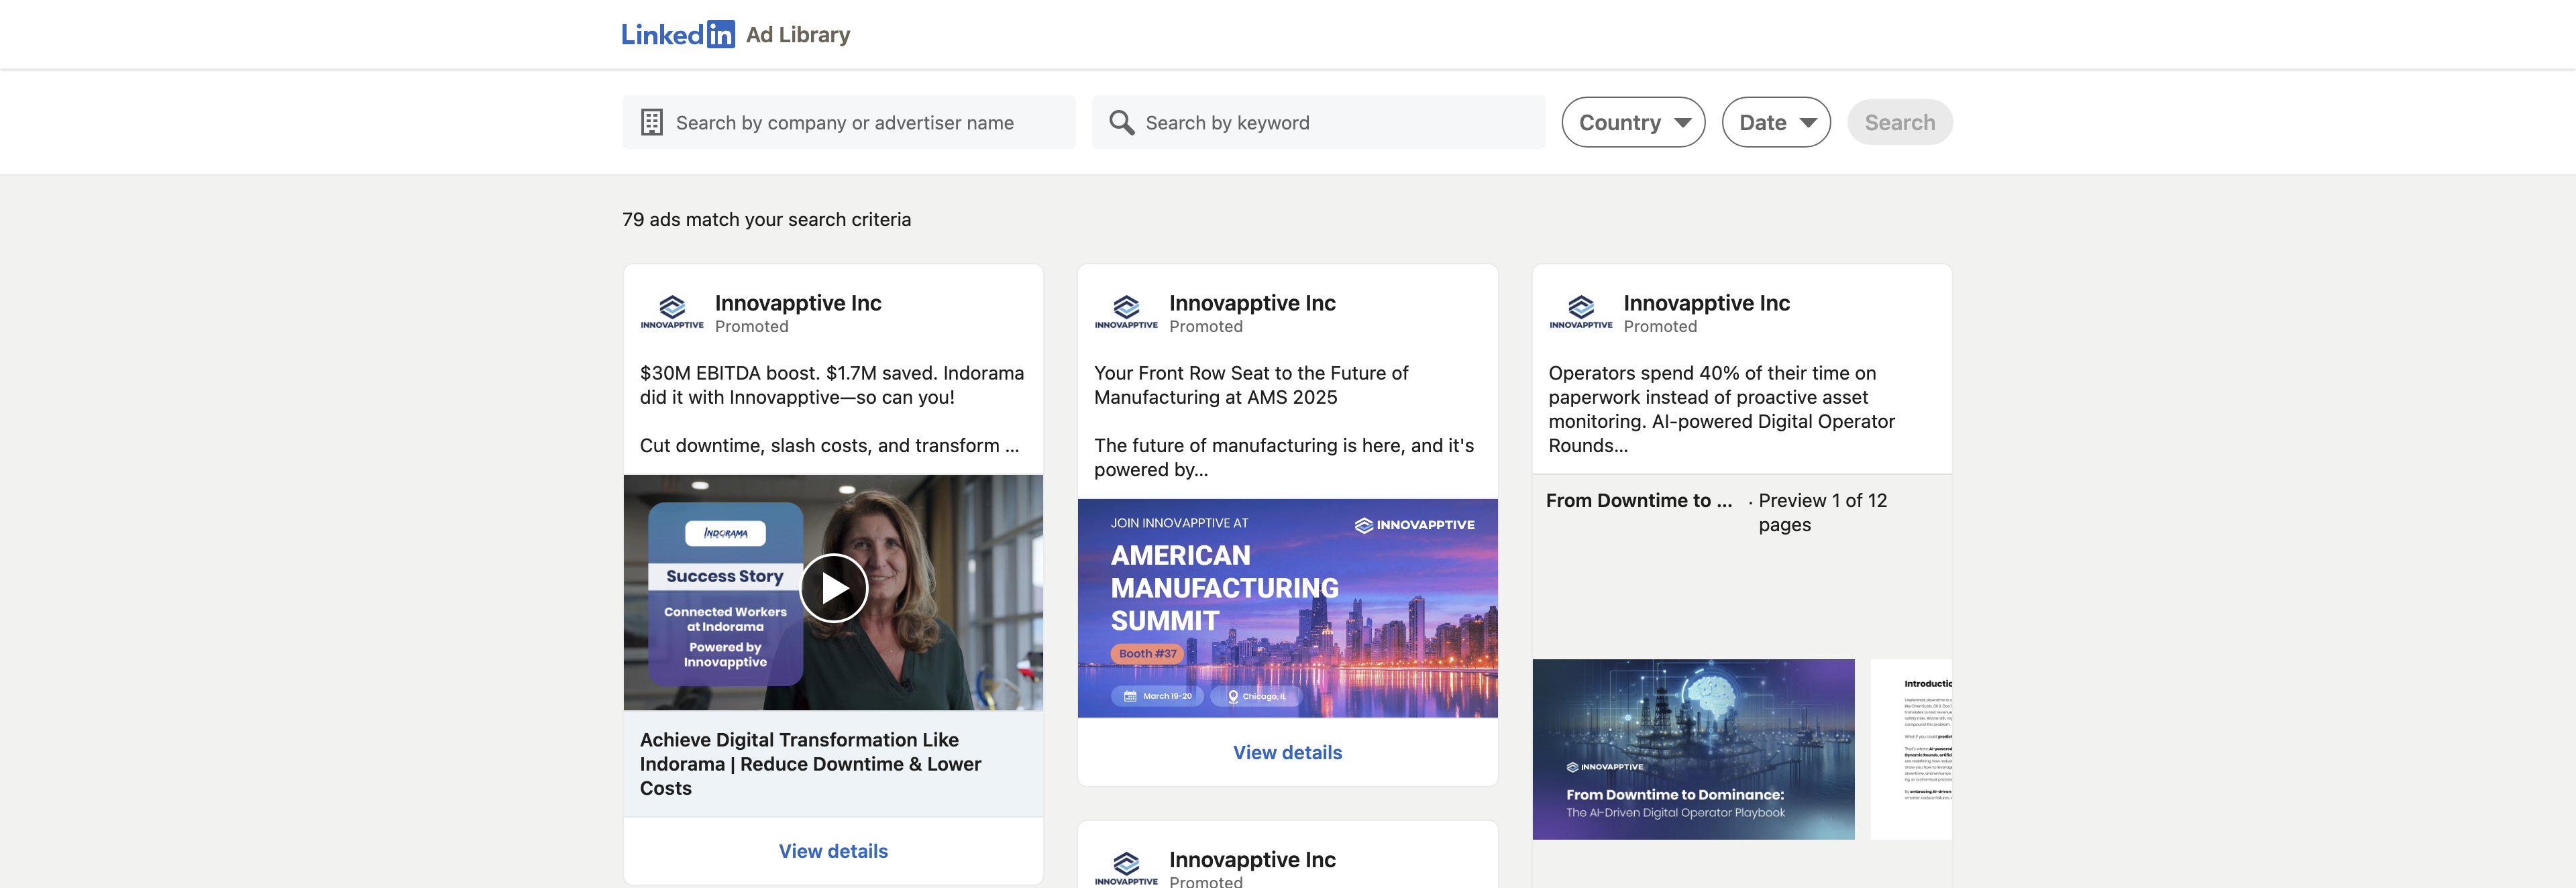 Linked in Ad Library
Search by company or advertiser name
Search by keyword
Country
Date
Search
79 ads match your search criteria
INNOVAPPTIVE
Innovapptive Inc
Promoted
$30M EBITDA boost. $1.7M saved. Indorama
did it with Innovapptive—so can you!
Cut downtime, slash costs, and transform ...
INDORAMA
Success Story
Connected Workers
at Indorama
Powered by
Innovapptive
Achieve Digital Transformation Like
Indorama | Reduce Downtime & Lower
Costs
View details
INNOVAPPTIVE
Innovapptive Inc
Promoted
Your Front Row Seat to the Future of
Manufacturing at AMS 2025
The future of manufacturing is here, and it's
powered by...
JOIN INNOVAPPTIVE AT
INNOVAPPTIVE
AMERICAN
MANUFACTURING
SUMMIT
Booth #37
March 19-20
Chicago, IL
View details
INNOVAPPTIVE
Innovapptive Inc
Promoted
INNOVAPPTIVE
Innovapptive Inc
Promoted
Operators spend 40% of their time on
paperwork instead of proactive asset
monitoring. AI-powered Digital Operator
Rounds...
From Downtime to ... · Preview 1 of 12
pages
INNOVAPPTIVE
From Downtime to Dominance:
The AI-Driven Digital Operator Playbook
Introductio